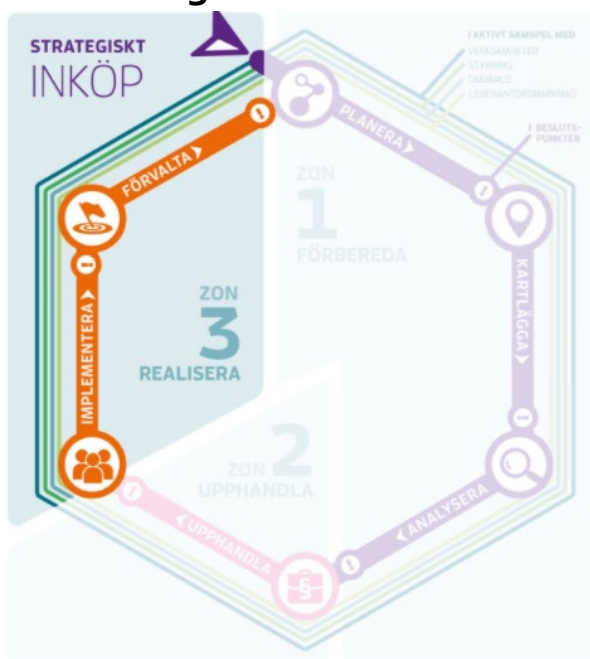 STRATEGISKT
INKÖP
I AKTIVT SAMSPEL MED
VERKSAMHETER
STYRNING
OMVÄRLD
LEVERANTÖRSMARKNAD
! BESLUTS-
PUNKTER
PLANERA
FÖRVALTA
ZON
1
FÖRBEREDA
KARTLÄGGA
ZON
3
REALISERA
IMPLEMENTERA
ZON 2
UPPHANDLA
ANALYSERA
UPPHANDLA
§